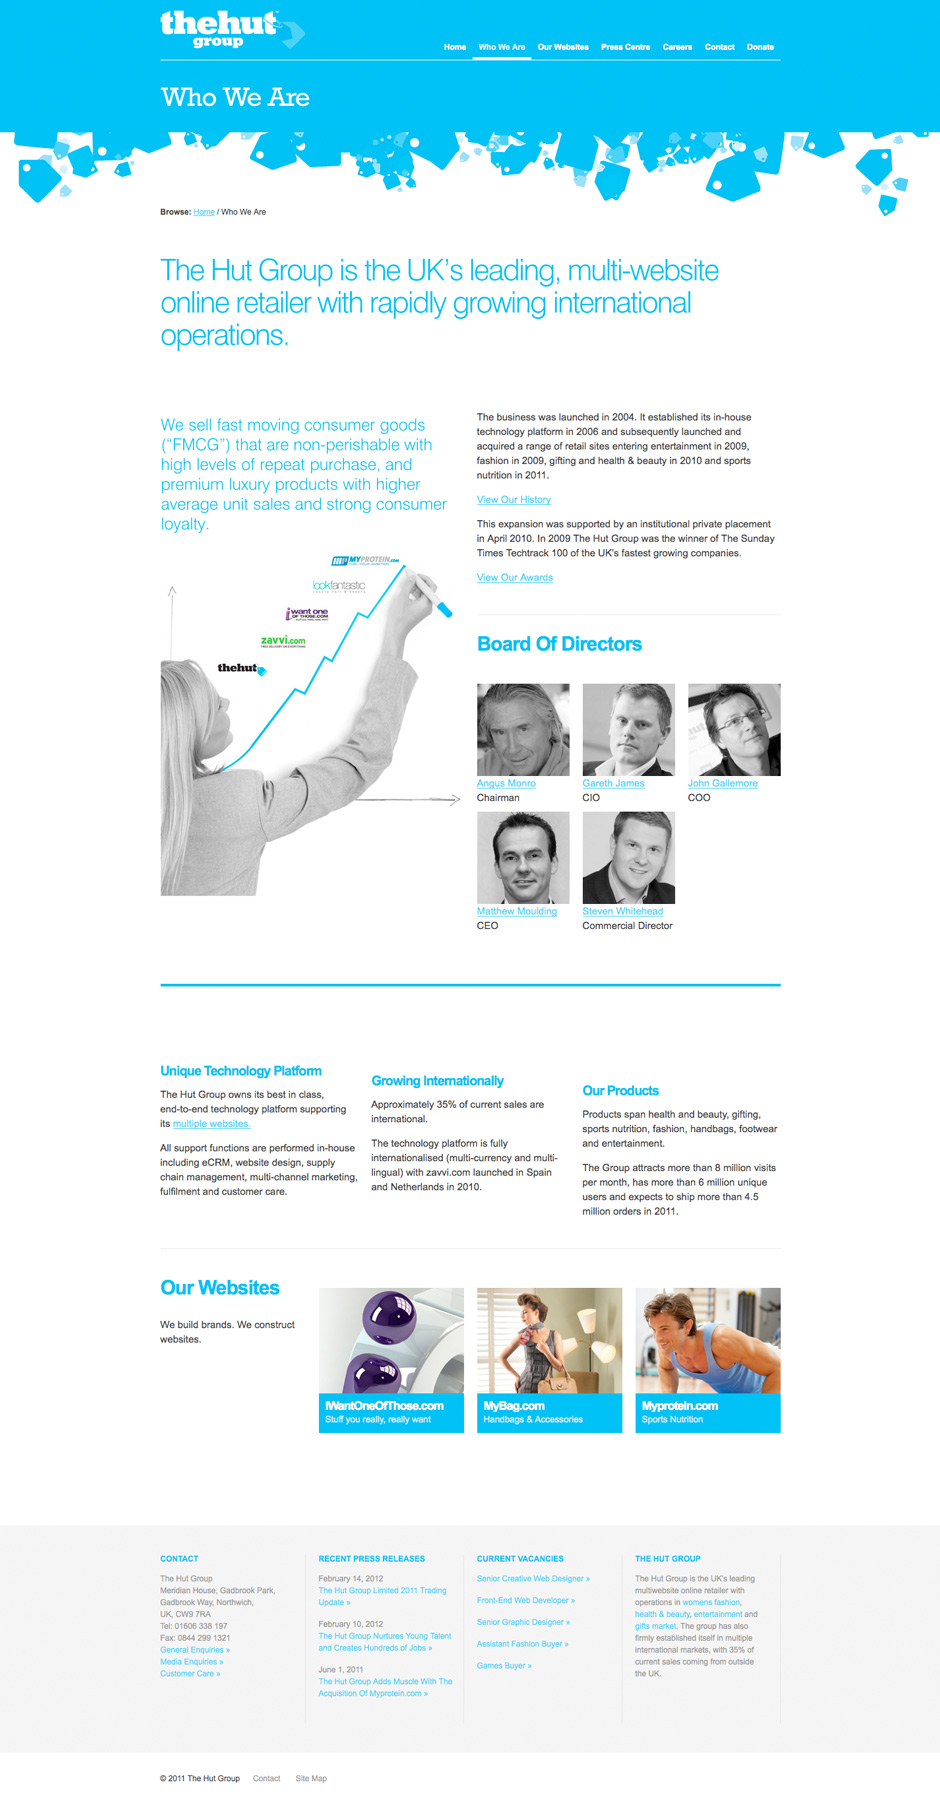 thehut
group
Home Who We Are Our Websites Press Centre Careers Contact Donate
Who We Are
Browse: Home / Who We Are
The Hut Group is the UK's leading, multi-website
online retailer with rapidly growing international
operations.
We sell fast moving consumer goods
("FMCG") that are non-perishable with
high levels of repeat purchase, and
premium luxury products with higher
average unit sales and strong consumer
loyalty.
MYPROTEIN.COM
lookfantastic
i want one
OF THOSE.COM
zavvi.com
FREE DELIVERY ON EVERYTHING
thehut
The business was launched in 2004. It established its in-house
technology platform in 2006 and subsequently launched and
acquired a range of retail sites entering entertainment in 2009,
fashion in 2009, gifting and health & beauty in 2010 and sports
nutrition in 2011.
View Our History
This expansion was supported by an institutional private placement
in April 2010. In 2009 The Hut Group was the winner of The Sunday
Times Techtrack 100 of the UK's fastest growing companies.
View Our Awards
Board Of Directors
Angus Monro
Chairman
Gareth James
CIO
John Gallemore
COO
Matthew Moulding
CEO
Steven Whitehead
Commercial Director
Unique Technology Platform
The Hut Group owns its best in class,
end-to-end technology platform supporting
its multiple websites.
All support functions are performed in-house
including eCRM, website design, supply
chain management, multi-channel marketing,
fulfilment and customer care.
Growing Internationally
Approximately 35% of current sales are
international.
The technology platform is fully
internationalised (multi-currency and multi-
lingual) with zavvi.com launched in Spain
and Netherlands in 2010.
Our Products
Products span health and beauty, gifting,
sports nutrition, fashion, handbags, footwear
and entertainment.
The Group attracts more than 8 million visits
per month, has more than 6 million unique
users and expects to ship more than 4.5
million orders in 2011.
Our Websites
We build brands. We construct
websites.
IWantOneOfThose.com
Stuff you really, really want
MyBag.com
Handbags & Accessories
Myprotein.com
Sports Nutrition
CONTACT
The Hut Group
Meridian House, Gadbrook Park,
Gadbrook Way, Northwich,
UK, CW9 7RA
Tel: 01606 338 197
Fax: 0844 299 1321
General Enquiries »
Media Enquiries »
Customer Care »
RECENT PRESS RELEASES
February 14, 2012
The Hut Group Limited 2011 Trading
Update »
February 10, 2012
The Hut Group Nurtures Young Talent
and Creates Hundreds of Jobs »
June 1, 2011
The Hut Group Adds Muscle With The
Acquisition Of Myprotein.com »
CURRENT VACANCIES
Senior Creative Web Designer »
Front-End Web Developer »
Senior Graphic Designer »
Assistant Fashion Buyer »
Games Buyer »
THE HUT GROUP
The Hut Group is the UK's leading
multiwebsite online retailer with
operations in womens fashion,
health & beauty, entertainment and
gifts market. The group has also
firmly established itself in multiple
international markets, with 35% of
current sales coming from outside
the UK.
© 2011 The Hut Group Contact Site Map